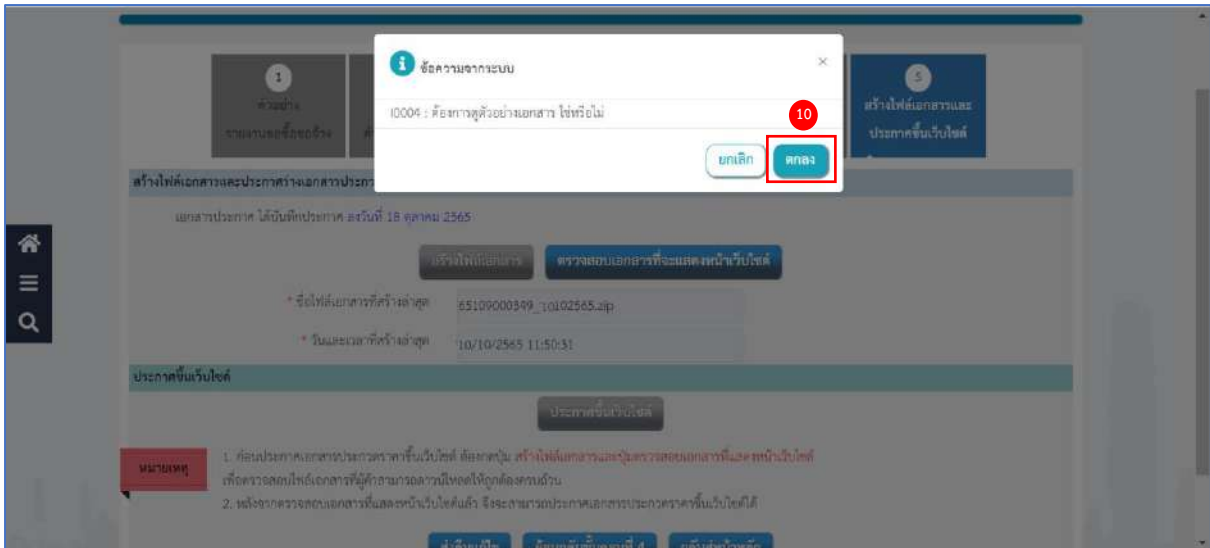 ข้อความจากระบบ
×
I0004 : ต้องการดูตัวอย่างเอกสาร ใช่หรือไม่
10
ยกเลิก
ตกลง
1
ตัวอย่าง
รายงานขอซื้อขอจ้าง
5
สร้างไฟล์เอกสารและ
ประกาศขึ้นเว็บไซต์
สร้างไฟล์เอกสารและประกาศร่างเอกสารประกว
เอกสารประกาศ ได้บันทึกประกาศ ลงวันที่ 18 ตุลาคม 2565
สร้างไฟล์เอกสาร
ตรวจสอบเอกสารที่จะแสดงหน้าเว็บไซต์
* ชื่อไฟล์เอกสารที่สร้างล่าสุด
65109000349_10102565.zip
* วันและเวลาที่สร้างล่าสุด
10/10/2565 11:50:31
ประกาศขึ้นเว็บไซต์
ประกาศขึ้นเว็บไซต์
หมายเหตุ
1. ก่อนประกาศเอกสารประกวดราคาขึ้นเว็บไซต์ ต้องกดปุ่ม สร้างไฟล์เอกสารและปุ่มตรวจสอบเอกสารที่แสดงหน้าเว็บไซต์
เพื่อตรวจสอบไฟล์เอกสารที่ผู้ค้าสามารถดาวน์โหลดให้ถูกต้องครบถ้วน
2. หลังจากตรวจสอบเอกสารที่แสดงหน้าเว็บไซต์แล้ว จึงจะสามารถประกาศเอกสารประกวดราคาขึ้นเว็บไซต์ได้
ย้อนกลับขั้นตอนที่ 4
กลับสู่หน้าหลัก